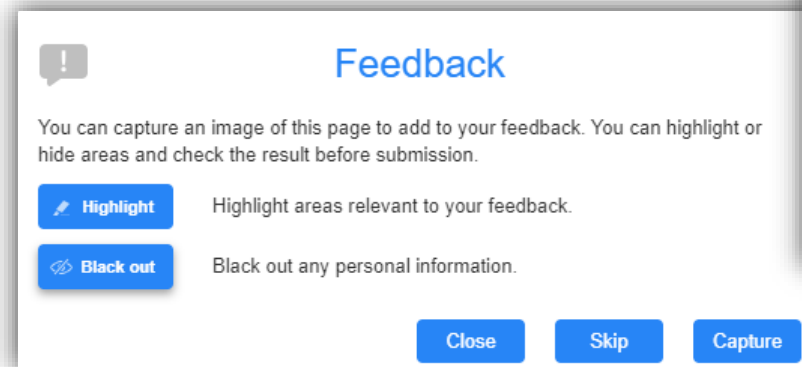 Feedback
You can capture an image of this page to add to your feedback. You can highlight or
hide areas and check the result before submission.
Highlight Highlight areas relevant to your feedback.
Black out Black out any personal information.
Close Skip Capture